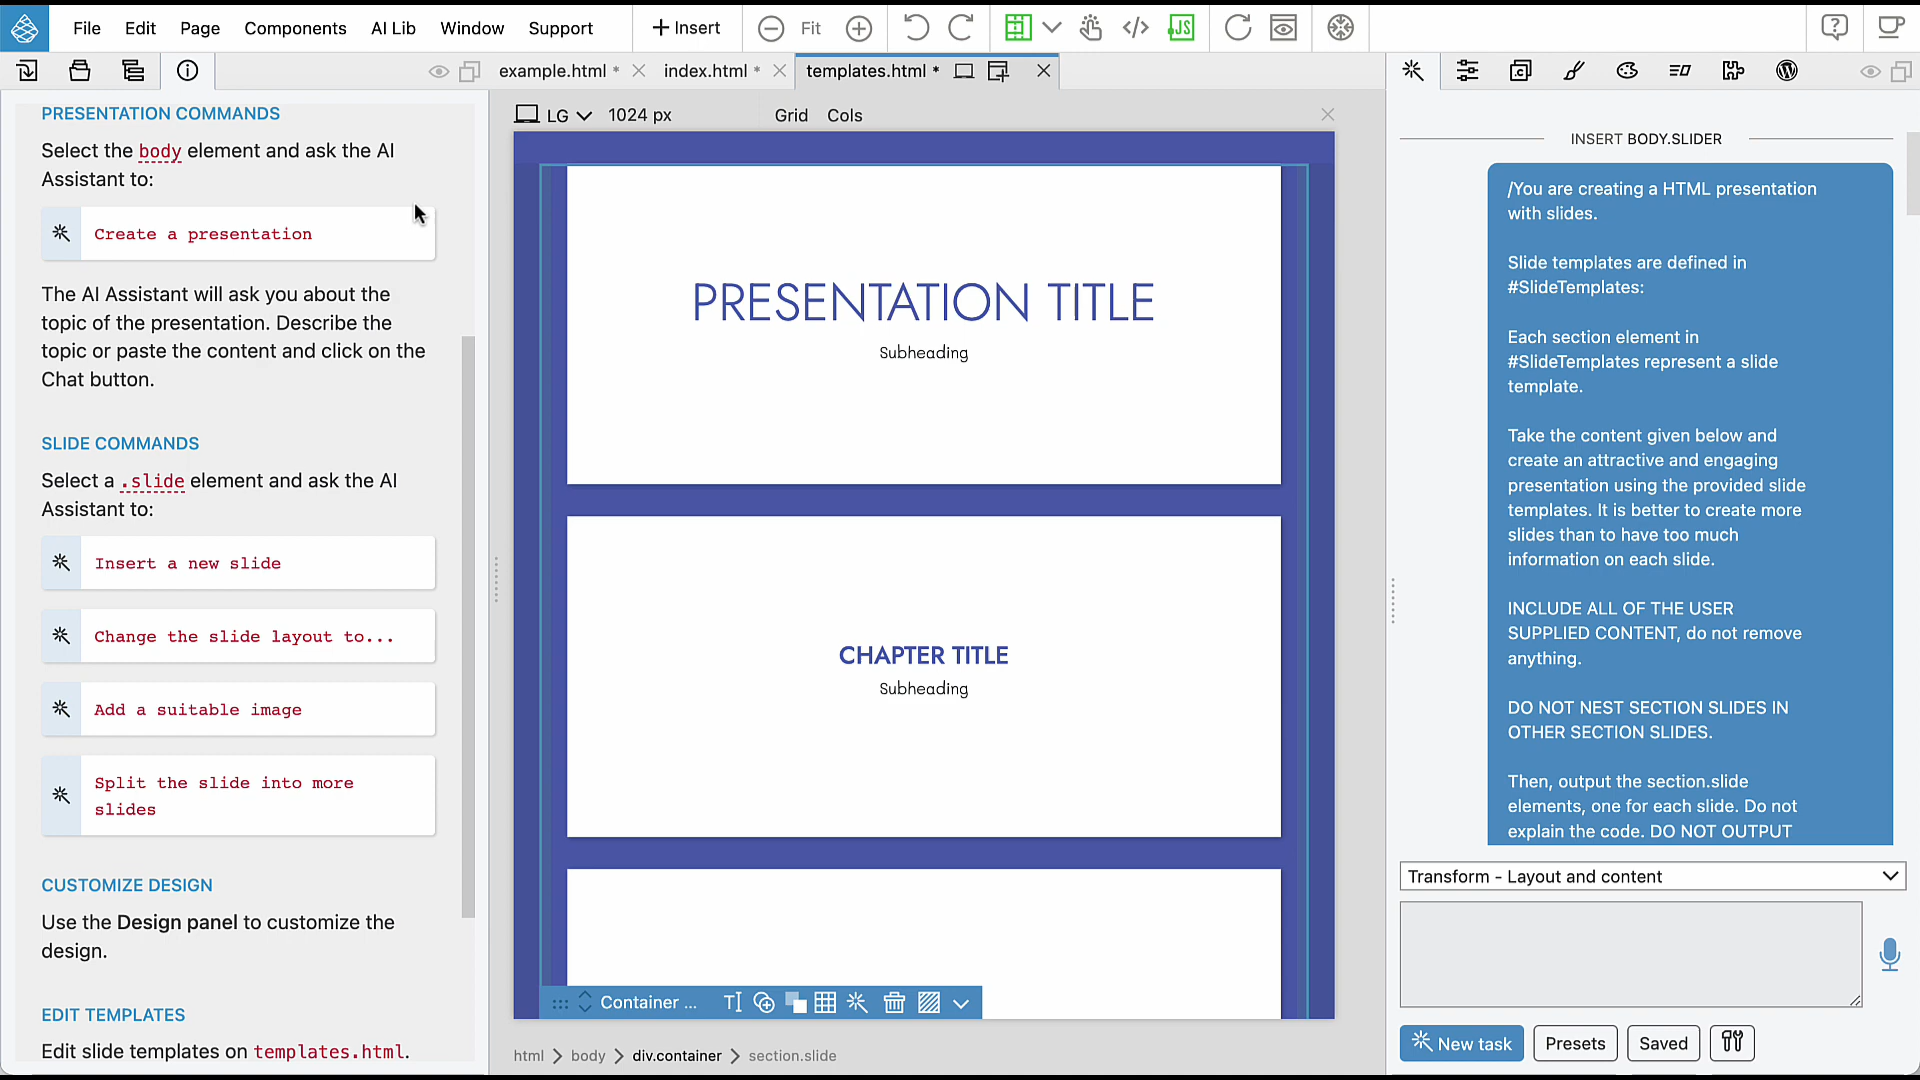 File Edit Page Components AI Lib Window Support Insert Fit JS
example.html * index.html * templates.html *
LG 1024 px Grid Cols
PRESENTATION COMMANDS
Select the body element and ask the AI
Assistant to:
Create a presentation
The AI Assistant will ask you about the
topic of the presentation. Describe the
topic or paste the content and click on the
Chat button.
SLIDE COMMANDS
Select a .slide element and ask the AI
Assistant to:
Insert a new slide
Change the slide layout to...
Add a suitable image
Split the slide into more
slides
CUSTOMIZE DESIGN
Use the Design panel to customize the
design.
EDIT TEMPLATES
Edit slide templates on templates.html.
PRESENTATION TITLE
Subheading
CHAPTER TITLE
Subheading
Container ...
html > body > div.container > section.slide
INSERT BODY.SLIDER
/You are creating a HTML presentation
with slides.
Slide templates are defined in
#SlideTemplates:
Each section element in
#SlideTemplates represent a slide
template.
Take the content given below and
create an attractive and engaging
presentation using the provided slide
templates. It is better to create more
slides than to have too much
information on each slide.
INCLUDE ALL OF THE USER
SUPPLIED CONTENT, do not remove
anything.
DO NOT NEST SECTION SLIDES IN
OTHER SECTION SLIDES.
Then, output the section.slide
elements, one for each slide. Do not
explain the code. DO NOT OUTPUT
Transform - Layout and content
New task Presets Saved